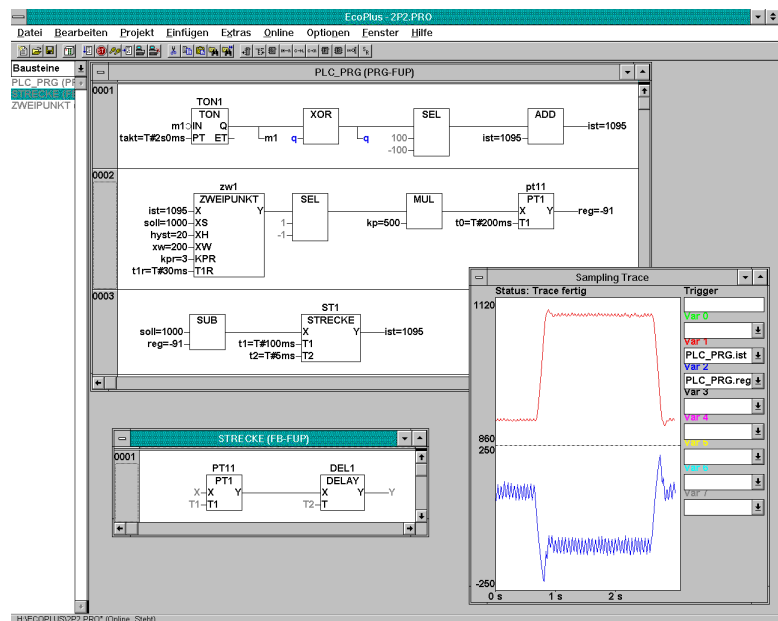 EcoPlus - 2P2.PRO
Datei Bearbeiten Projekt Einfügen Extras Online Optionen Fenster Hilfe
Bausteine
PLC_PRG (PR
STRECKE (F
ZWEIPUNKT (
PLC_PRG (PRG-FUP)
0001
TON1
TON
m1 IN Q
takt=T#2s0ms PT ET
m1
XOR
q
q
SEL
100
-100
ADD
ist=1095
ist=1095
0002
zw1
ZWEIPUNKT
ist=1095 X Y
soll=1000 XS
hyst=20 XH
xw=200 XW
kpr=3 KPR
t1r=T#30ms T1R
SEL
1
-1
MUL
kp=500
pt11
PT1
X Y reg=-91
t0=T#200ms T1
0003
SUB
soll=1000
reg=-91
ST1
STRECKE
X Y ist=1095
t1=T#100ms T1
t2=T#5ms T2
STRECKE (FB-FUP)
0001
PT11
PT1
X X Y
T1 T1
DEL1
DELAY
X Y Y
T2 T
Sampling Trace
Status: Trace fertig
Trigger
1120
860
250
-250
0 s 1 s 2 s
Var 0
Var 1
PLC_PRG.ist
Var 2
PLC_PRG.reg
Var 3
Var 4
Var 5
Var 6
Var 7
H:\ECOPLUS\2P2.PRO* (Online, Steht)